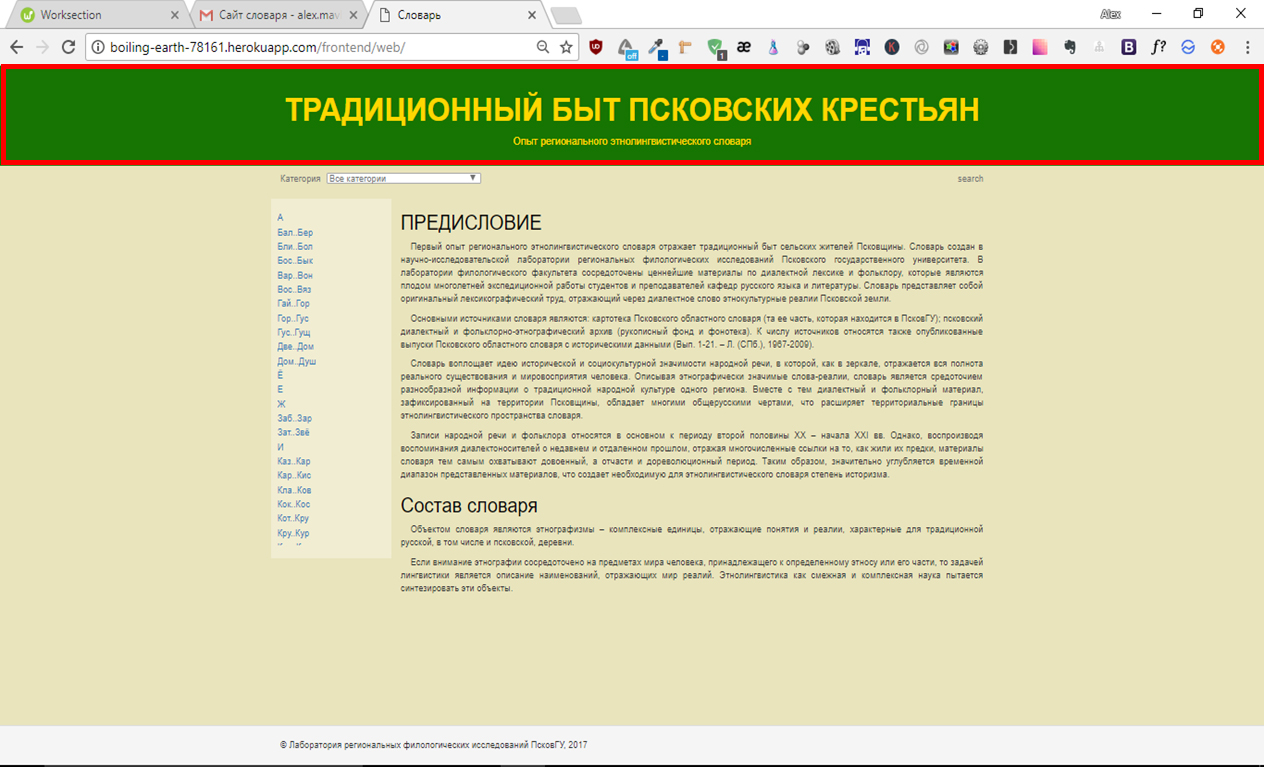 Worksection
Сайт словаря - alex.mav
Словарь
Alex
boiling-earth-78161.herokuapp.com/frontend/web/
ТРАДИЦИОННЫЙ БЫТ ПСКОВСКИХ КРЕСТЬЯН
Опыт регионального этнолингвистического словаря
Категория Все категории search
А
Бал..Бер
Бли..Бол
Бос..Бык
Вар..Вон
Вос..Вяз
Гай..Гор
Гор..Гус
Гус..Гущ
Две..Дом
Дом..Душ
Ё
Е
Ж
Заб..Зар
Зат..Звё
И
Каз..Кар
Кар..Кис
Кла..Ков
Кок..Кос
Кот..Кру
Кру..Кур
ПРЕДИСЛОВИЕ
Первый опыт регионального этнолингвистического словаря отражает традиционный быт сельских жителей Псковщины. Словарь создан в
научно-исследовательской лаборатории региональных филологических исследований Псковского государственного университета. В
лаборатории филологического факультета сосредоточены ценнейшие материалы по диалектной лексике и фольклору, которые являются
плодом многолетней экспедиционной работы студентов и преподавателей кафедр русского языка и литературы. Словарь представляет собой
оригинальный лексикографический труд, отражающий через диалектное слово этнокультурные реалии Псковской земли.
Основными источниками словаря являются: картотека Псковского областного словаря (та ее часть, которая находится в ПсковГУ); псковский
диалектный и фольклорно-этнографический архив (рукописный фонд и фонотека). К числу источников относятся также опубликованные
выпуски Псковского областного словаря с историческими данными (Вып. 1-21. – Л. (СПб.), 1967-2009).
Словарь воплощает идею исторической и социокультурной значимости народной речи, в которой, как в зеркале, отражается вся полнота
реального существования и мировосприятия человека. Описывая этнографически значимые слова-реалии, словарь является средоточием
разнообразной информации о традиционной народной культуре одного региона. Вместе с тем диалектный и фольклорный материал,
зафиксированный на территории Псковщины, обладает многими общерусскими чертами, что расширяет территориальные границы
этнолингвистического пространства словаря.
Записи народной речи и фольклора относятся в основном к периоду второй половины XX – начала XXI вв. Однако, воспроизводя
воспоминания диалектоносителей о недавнем и отдаленном прошлом, отражая многочисленные ссылки на то, как жили их предки, материалы
словаря тем самым охватывают довоенный, а отчасти и дореволюционный период. Таким образом, значительно углубляется временной
диапазон представленных материалов, что создает необходимую для этнолингвистического словаря степень историзма.
Состав словаря
Объектом словаря являются этнографизмы – комплексные единицы, отражающие понятия и реалии, характерные для традиционной
русской, в том числе и псковской, деревни.
Если внимание этнографии сосредоточено на предметах мира человека, принадлежащего к определенному этносу или его части, то задачей
лингвистики является описание наименований, отражающих мир реалий. Этнолингвистика как смежная и комплексная наука пытается
синтезировать эти объекты.
© Лаборатория региональных филологических исследований ПсковГУ, 2017